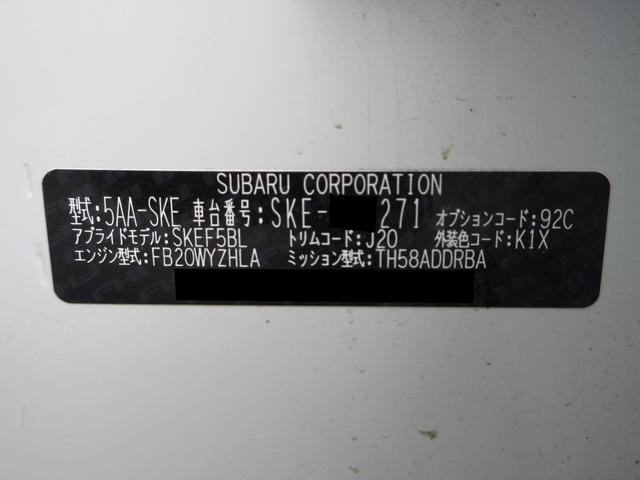 SUBARU CORPORATION
型式:5AA-SKE 車台番号:SKE- 271 オプションコード:92C
アプライドモデル:SKEF5BL トリムコード:J20 外装色コード:K1X
エンジン型式:FB20WYZHLA ミッション型式:TH58ADDRBA